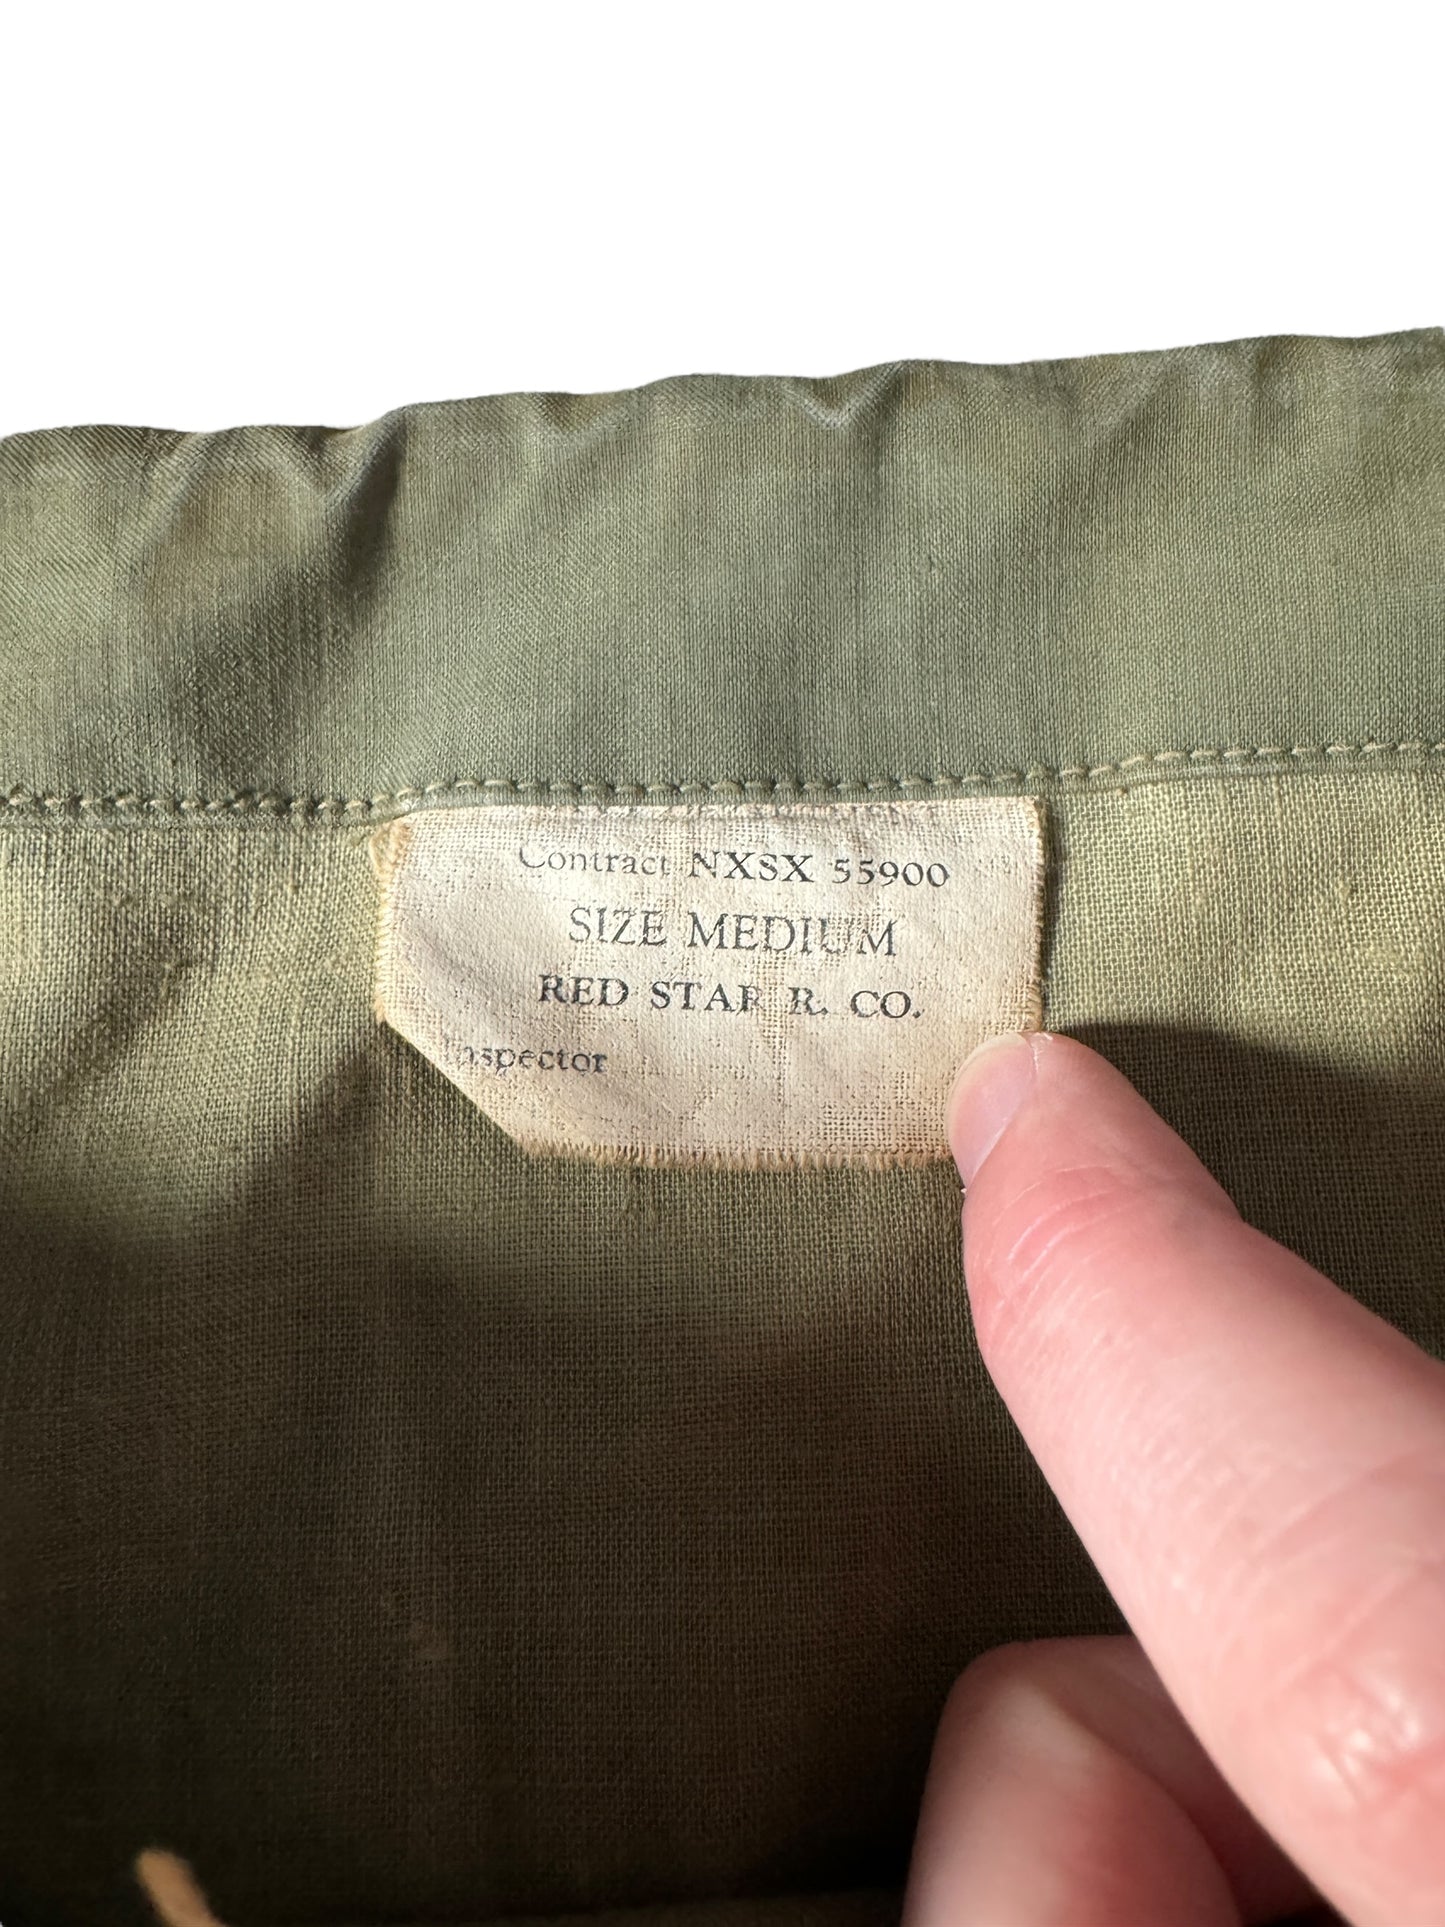 Contract NXSX 55900
SIZE MEDIUM
RED STAR R. CO.
Inspector